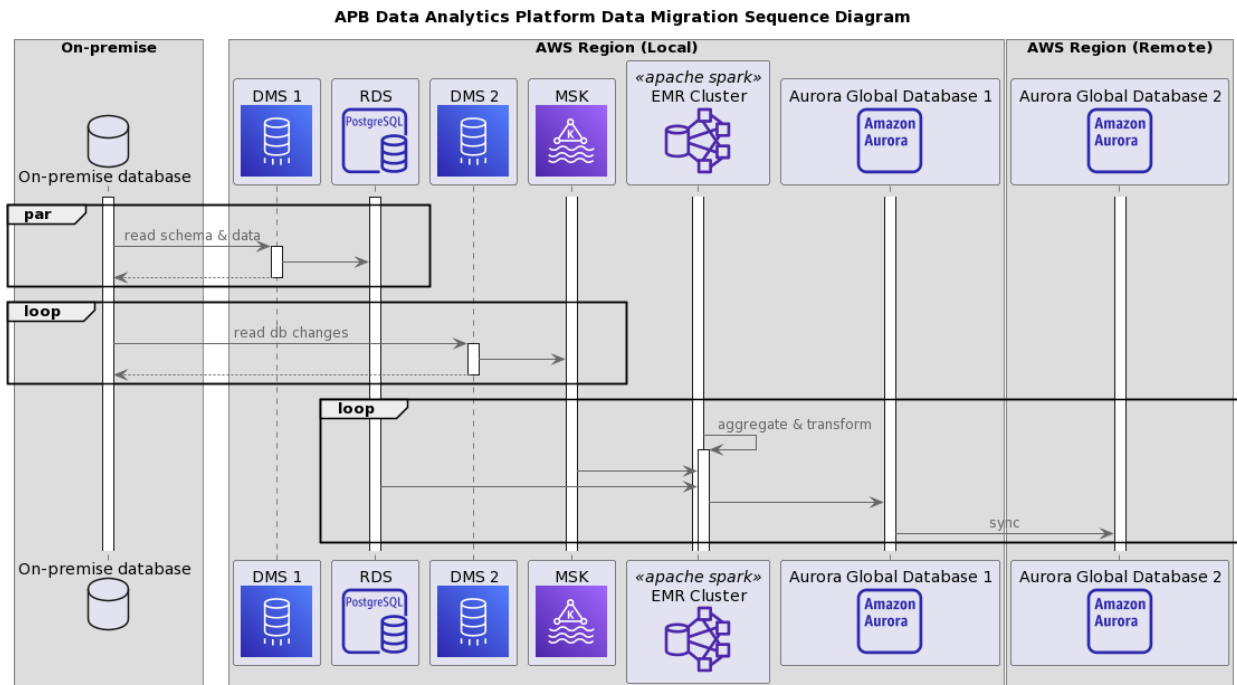 APB Data Analytics Platform Data Migration Sequence Diagram
On-premise
AWS Region (Local)
AWS Region (Remote)
On-premise database
DMS 1
RDS
PostgreSQL
DMS 2
MSK
K
«apache spark»
EMR Cluster
Aurora Global Database 1
Amazon
Aurora
Aurora Global Database 2
Amazon
Aurora
par
read schema & data
loop
read db changes
loop
aggregate & transform
sync
On-premise database
DMS 1
RDS
PostgreSQL
DMS 2
MSK
K
«apache spark»
EMR Cluster
Aurora Global Database 1
Amazon
Aurora
Aurora Global Database 2
Amazon
Aurora